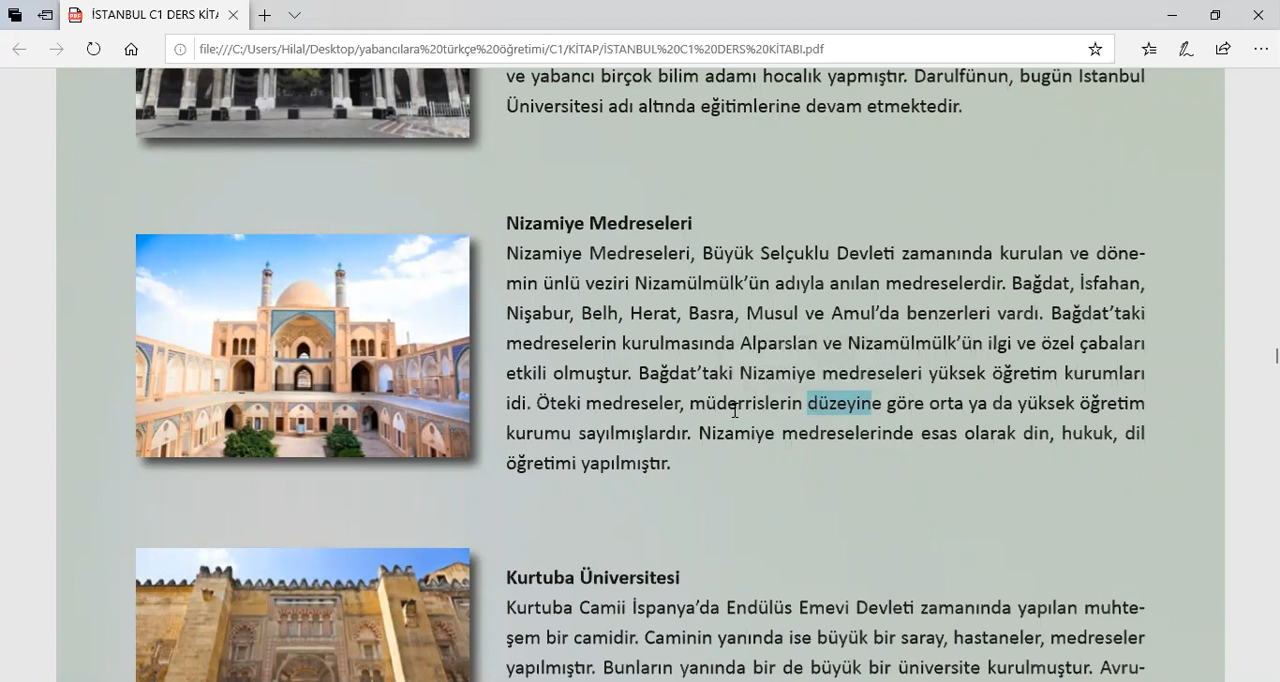 İSTANBUL C1 DERS KİTA
file:///C:/Users/Hilal/Desktop/yabancılara%20türkçe%20öğretimi/C1/KİTAP/İSTANBUL%20C1%20DERS%20KİTABI.pdf
ve yabancı birçok bilim adamı hocalık yapmıştır. Darulfünun, bugün İstanbul
Üniversitesi adı altında eğitimlerine devam etmektedir.
Nizamiye Medreseleri
Nizamiye Medreseleri, Büyük Selçuklu Devleti zamanında kurulan ve döne-
min ünlü veziri Nizamülmülk’ün adıyla anılan medreselerdir. Bağdat, İsfahan,
Nişabur, Belh, Herat, Basra, Musul ve Amul’da benzerleri vardı. Bağdat’taki
medreselerin kurulmasında Alparslan ve Nizamülmülk’ün ilgi ve özel çabaları
etkili olmuştur. Bağdat’taki Nizamiye medreseleri yüksek öğretim kurumları
idi. Öteki medreseler, müderrislerin düzeyine göre orta ya da yüksek öğretim
kurumu sayılmışlardır. Nizamiye medreselerinde esas olarak din, hukuk, dil
öğretimi yapılmıştır.
Kurtuba Üniversitesi
Kurtuba Camii İspanya’da Endülüs Emevi Devleti zamanında yapılan muhte-
şem bir camidir. Caminin yanında ise büyük bir saray, hastaneler, medreseler
yapılmıştır. Bunların yanında bir de büyük bir üniversite kurulmuştur. Avru-